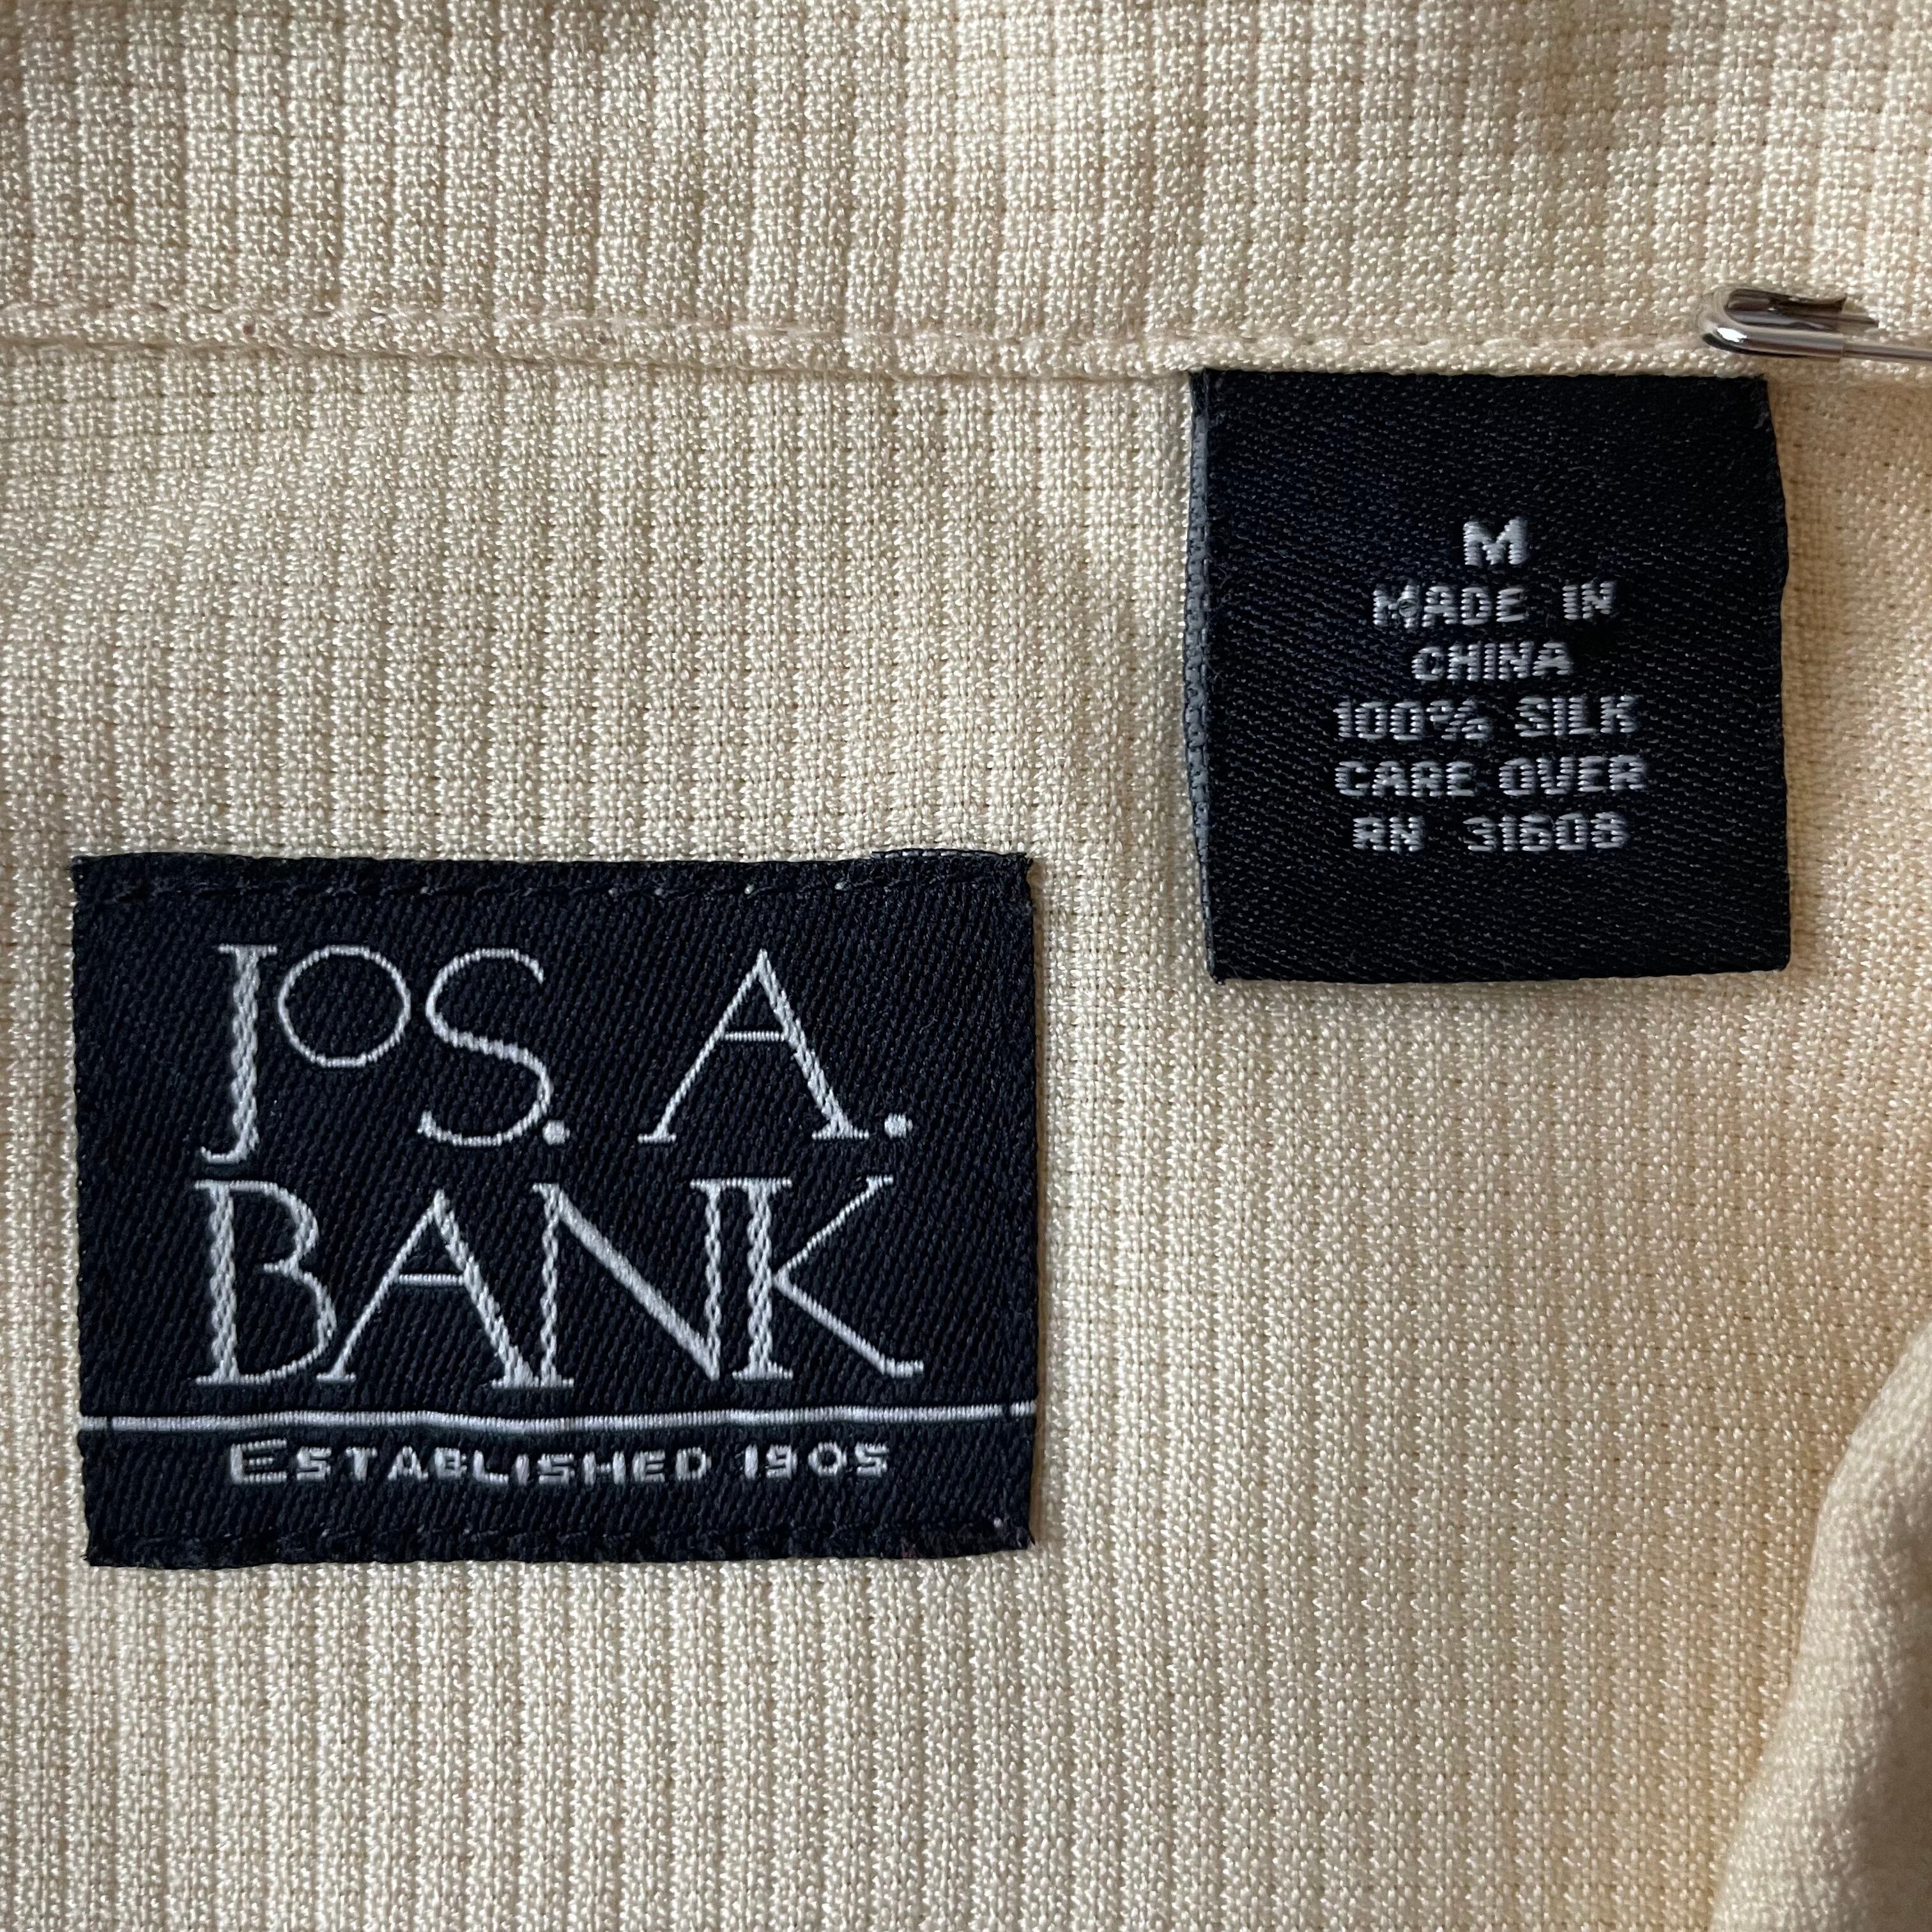 M
MADE IN
CHINA
100% SILK
CARE OVER
RN 31608
JOS. A.
BANK
ESTABLISHED 1905